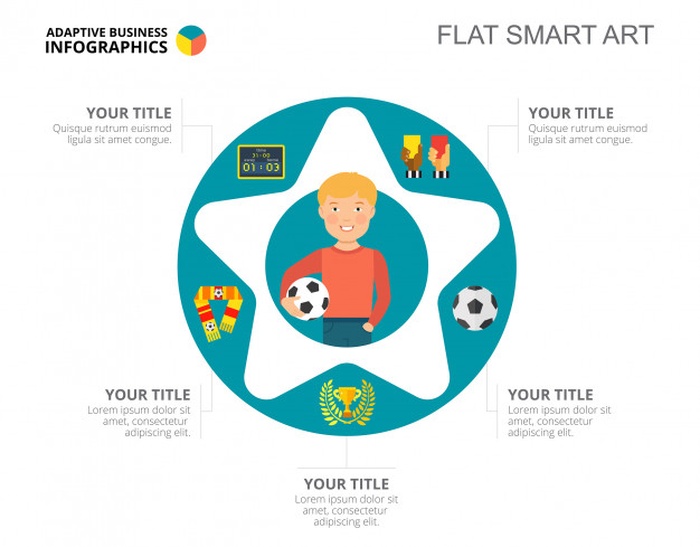 ADAPTIVE BUSINESS
INFOGRAPHICS
FLAT SMART ART
YOUR TITLE
Quisque rutrum euismod
ligula sit amet congue.
YOUR TITLE
Quisque rutrum euismod
ligula sit amet congue.
31:00
01:03
YOUR TITLE
Lorem ipsum dolor sit
amet, consectetur
adipiscing elit.
YOUR TITLE
Lorem ipsum dolor sit
amet, consectetur
adipiscing elit.
YOUR TITLE
Lorem ipsum dolor sit
amet, consectetur
adipiscing elit.